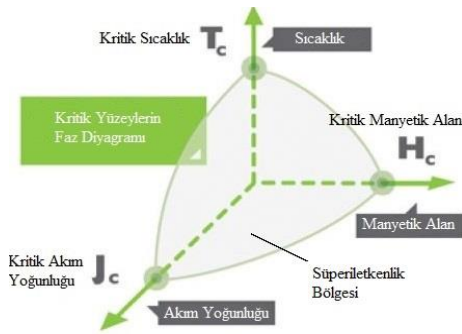 Kritik Sıcaklık
Tc
Sıcaklık
Kritik Yüzeylerin
Faz Diyagramı
Kritik Manyetik Alan
Hc
Manyetik Alan
Kritik Akım
Yoğunluğu
Jc
Süperiletkenlik
Bölgesi
Akım Yoğunluğu